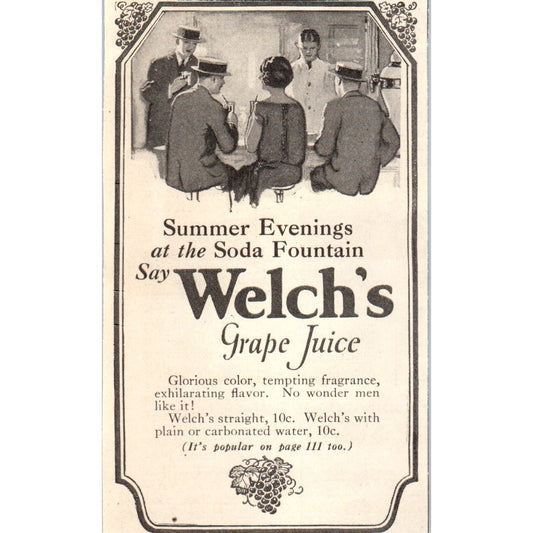 Summer Evenings
at the Soda Fountain
Say Welch's
Grape Juice
Glorious color, tempting fragrance,
exhilarating flavor. No wonder men
like it!
Welch's straight, 10c. Welch's with
plain or carbonated water, 10c.
(It's popular on page III too.)